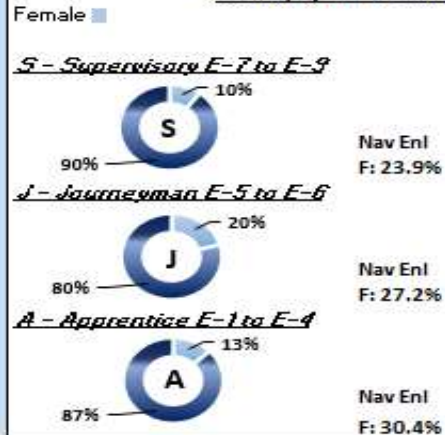 Female
S - Supervisory E-7 to E-9
10%
S
90%
Nav Enl
F: 23.9%
J - Journeyman E-5 to E-6
20%
J
80%
Nav Enl
F: 27.2%
A - Apprentice E-1 to E-4
13%
A
87%
Nav Enl
F: 30.4%